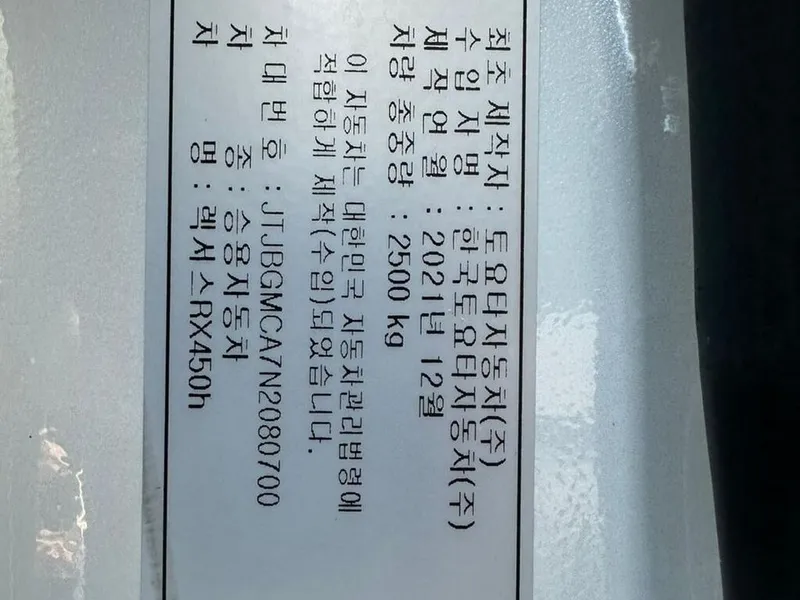 최초 제작사 : 토요타자동차(주)
수 입 자 명 : 한국토요타자동차(주)
제 작 연 월 : 2021년 12월
차량 총중량 : 2500 kg
이 자동차는 대한민국 자동차관리법령에
적합하게 제작(수입)되었습니다.
차 대 번 호 : JTJBGMCA7N2080700
차 종 : 승용자동차
차 명 : 렉서스RX450h